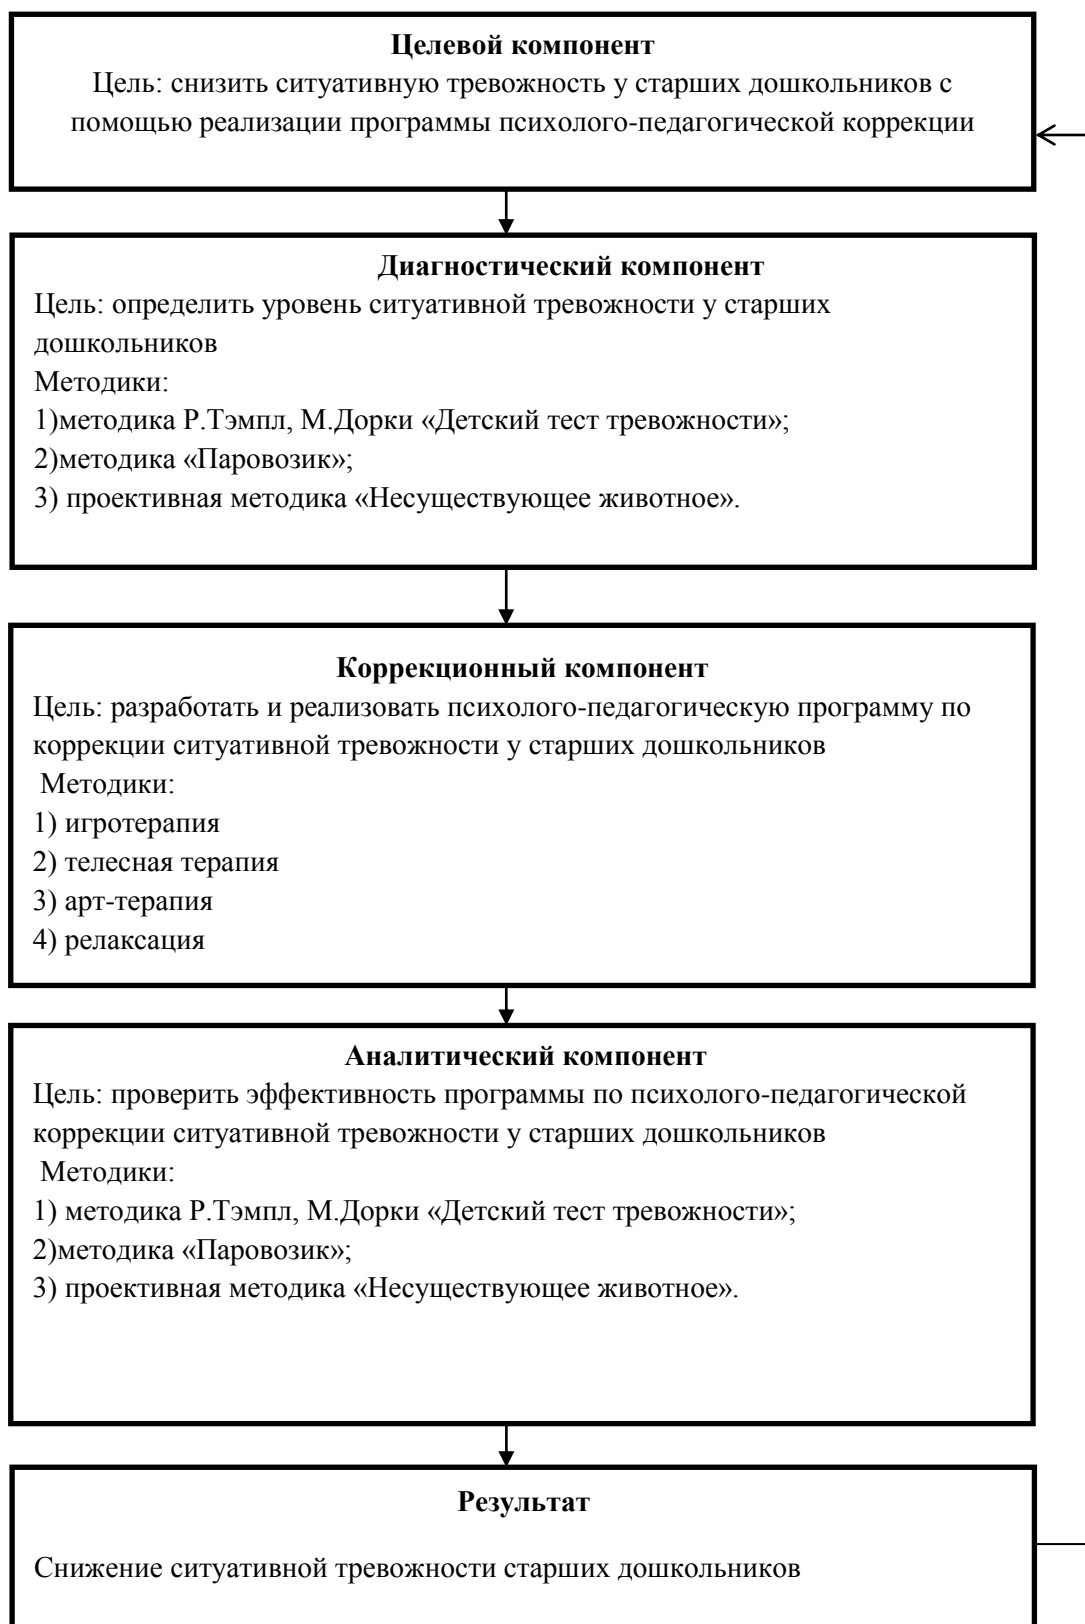 Целевой компонент
Цель: снизить ситуативную тревожность у старших дошкольников с
помощью реализации программы психолого-педагогической коррекции
Диагностический компонент
Цель: определить уровень ситуативной тревожности у старших
дошкольников
Методики:
1)методика Р.Тэмпл, М.Дорки «Детский тест тревожности»;
2)методика «Паровозик»;
3) проективная методика «Несуществующее животное».
Коррекционный компонент
Цель: разработать и реализовать психолого-педагогическую программу по
коррекции ситуативной тревожности у старших дошкольников
Методики:
1) игротерапия
2) телесная терапия
3) арт-терапия
4) релаксация
Аналитический компонент
Цель: проверить эффективность программы по психолого-педагогической
коррекции ситуативной тревожности у старших дошкольников
Методики:
1) методика Р.Тэмпл, М.Дорки «Детский тест тревожности»;
2)методика «Паровозик»;
3) проективная методика «Несуществующее животное».
Результат
Снижение ситуативной тревожности старших дошкольников